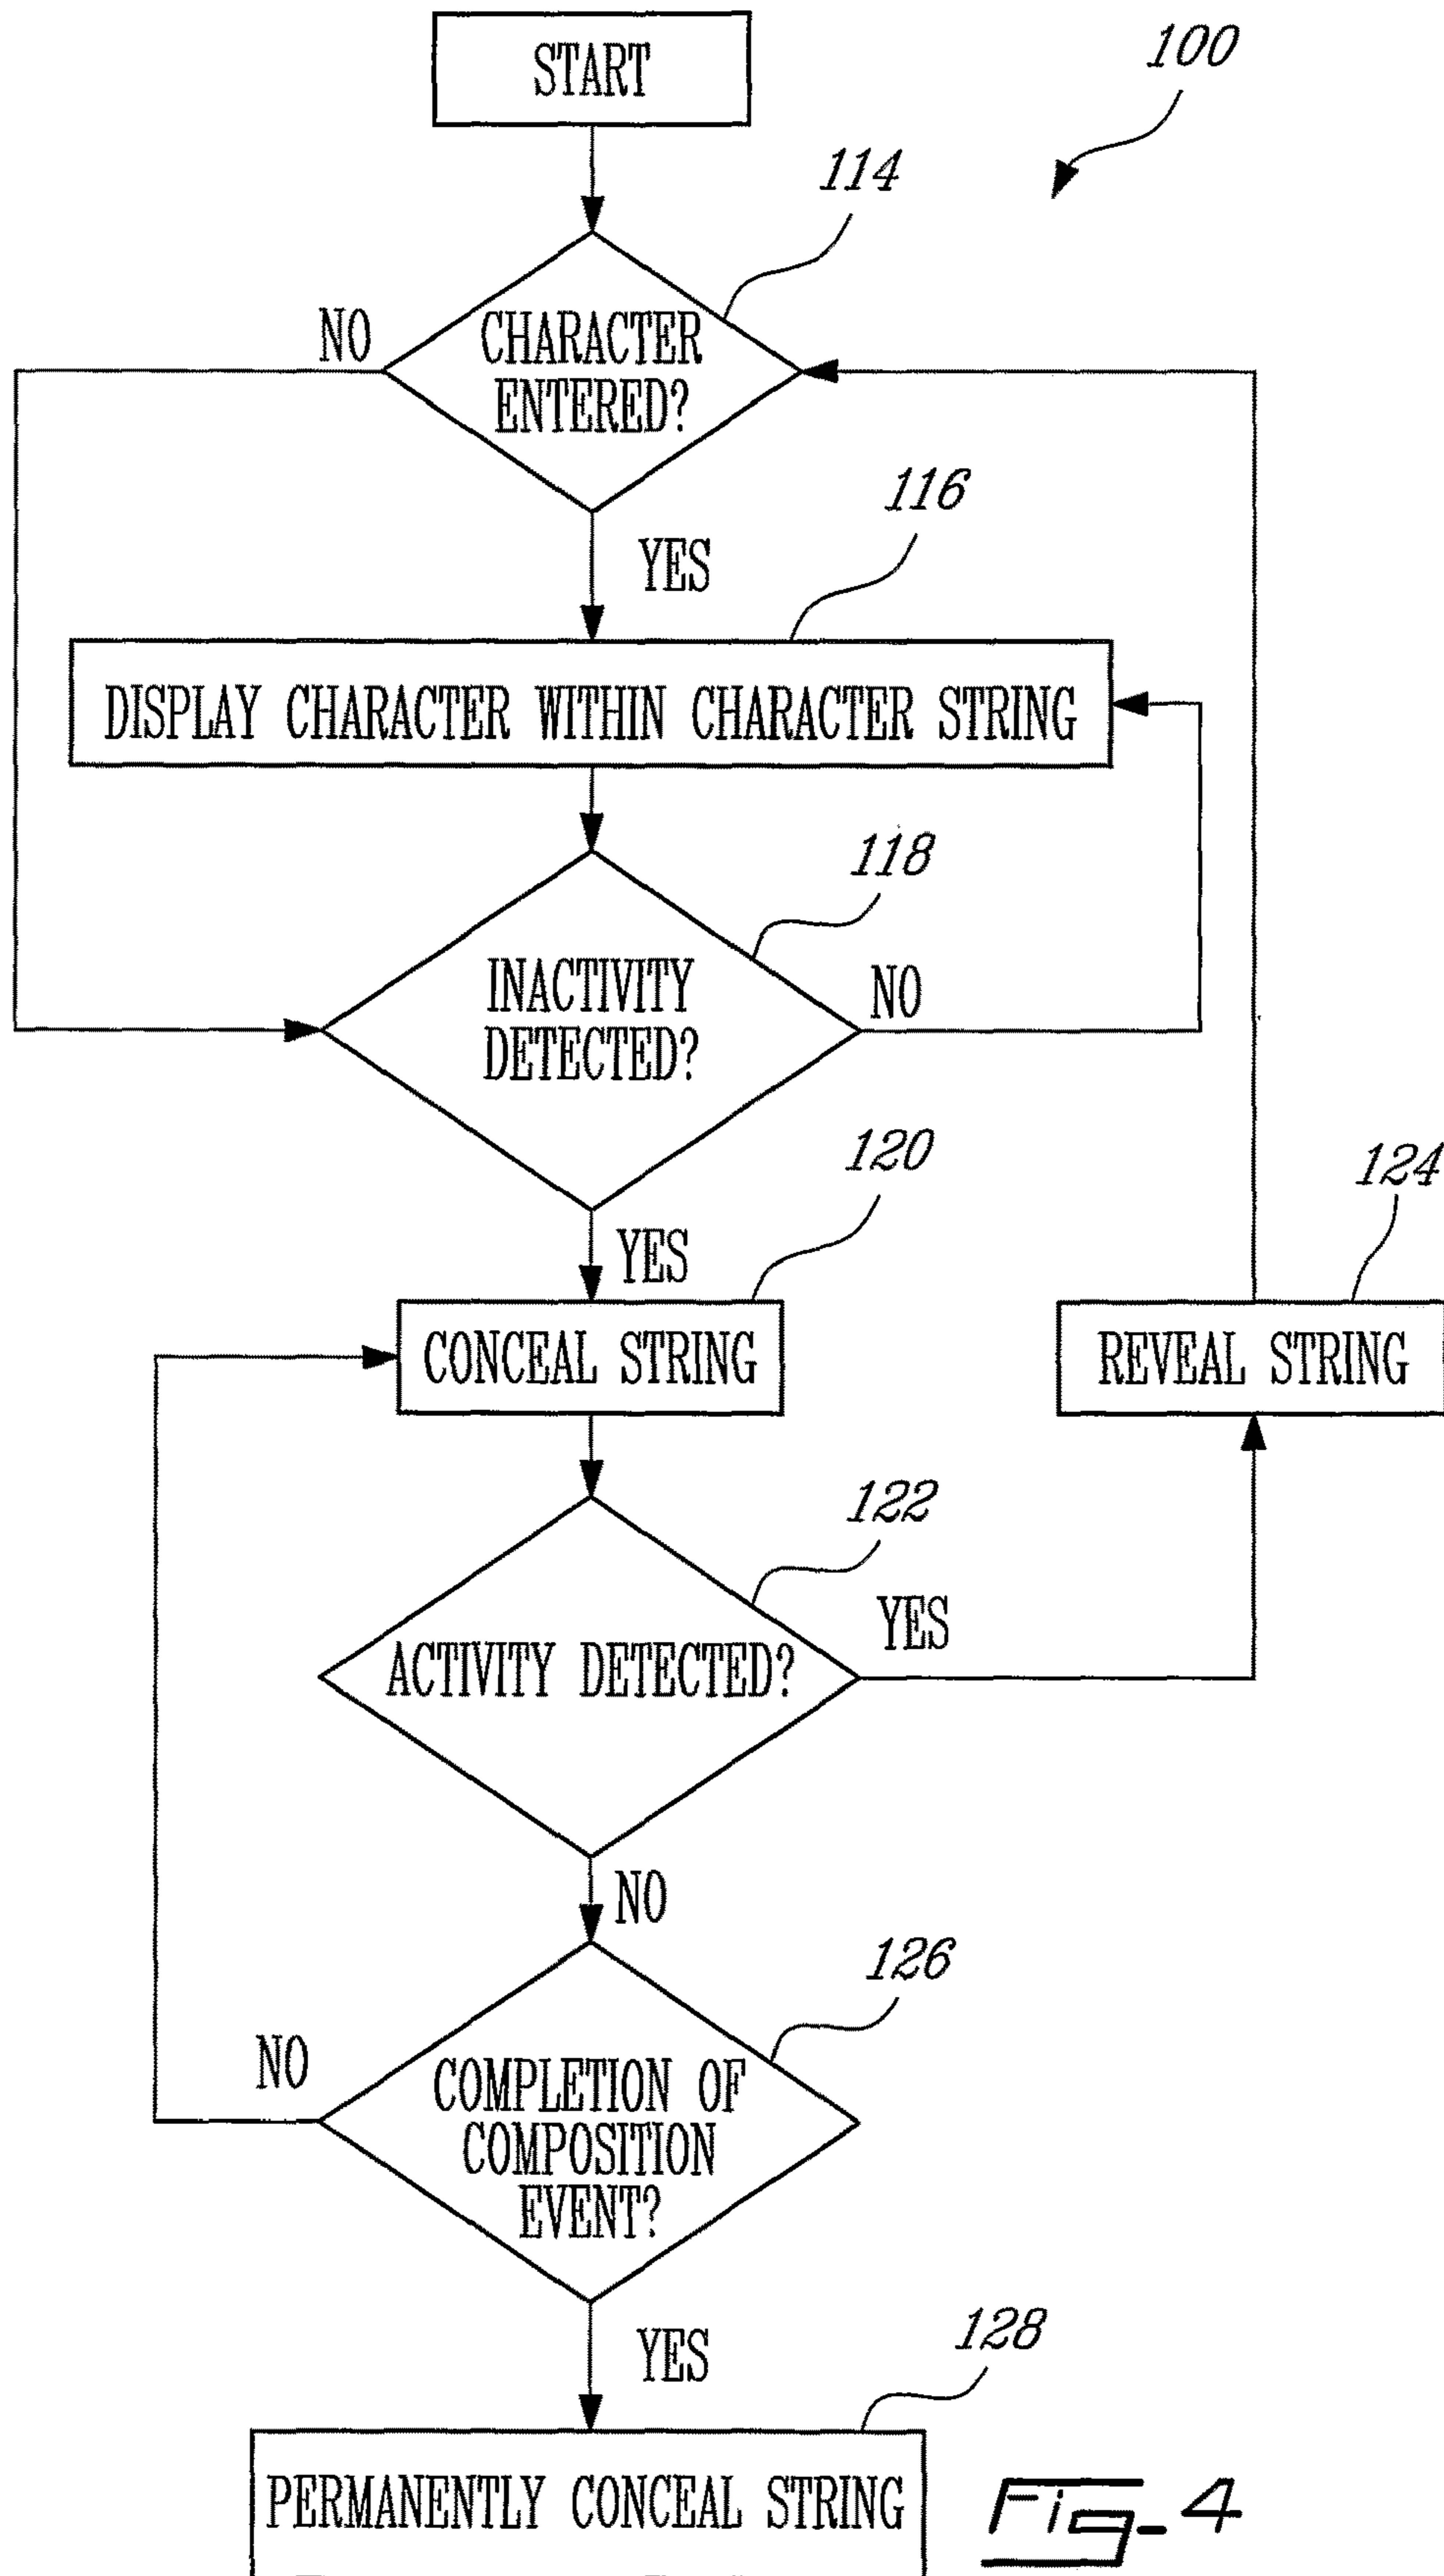 START
100
114
NO
CHARACTER
ENTERED?
116
YES
DISPLAY CHARACTER WITHIN CHARACTER STRING
118
INACTIVITY
DETECTED?
NO
120
124
YES
CONCEAL STRING
REVEAL STRING
122
YES
ACTIVITY DETECTED?
NO
126
NO
COMPLETION OF
COMPOSITION
EVENT?
YES
128
PERMANENTLY CONCEAL STRING
Fig-4